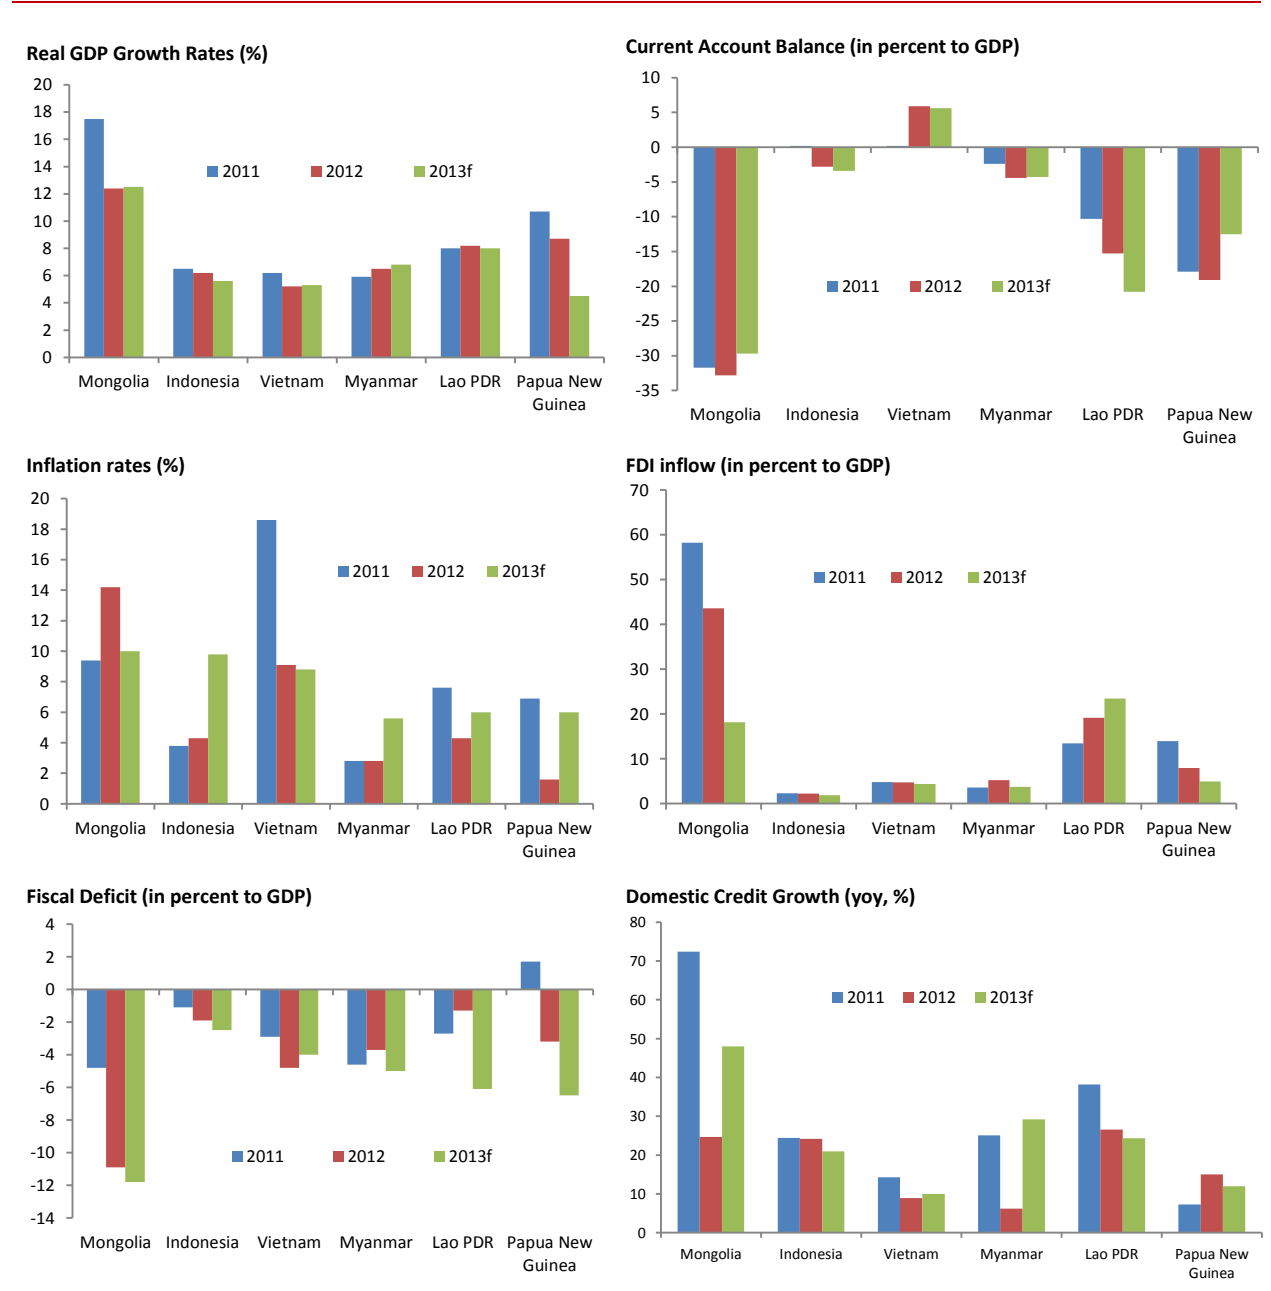 Real GDP Growth Rates (%)
20
18
16
14
12
10
8
6
4
2
0
2011 2012 2013f
Mongolia Indonesia Vietnam Myanmar Lao PDR Papua New
Guinea
Current Account Balance (in percent to GDP)
10
5
0
-5
-10
-15
-20
-25
-30
-35
2011 2012 2013f
Mongolia Indonesia Vietnam Myanmar Lao PDR Papua New
Guinea
Inflation rates (%)
20
18
16
14
12
10
8
6
4
2
0
2011 2012 2013f
Mongolia Indonesia Vietnam Myanmar Lao PDR Papua New
Guinea
FDI inflow (in percent to GDP)
70
60
50
40
30
20
10
0
2011 2012 2013f
Mongolia Indonesia Vietnam Myanmar Lao PDR Papua New
Guinea
Fiscal Deficit (in percent to GDP)
4
2
0
-2
-4
-6
-8
-10
-12
-14
2011 2012 2013f
Mongolia Indonesia Vietnam Myanmar Lao PDR Papua New
Guinea
Domestic Credit Growth (yoy, %)
80
70
60
50
40
30
20
10
0
2011 2012 2013f
Mongolia Indonesia Vietnam Myanmar Lao PDR Papua New
Guinea